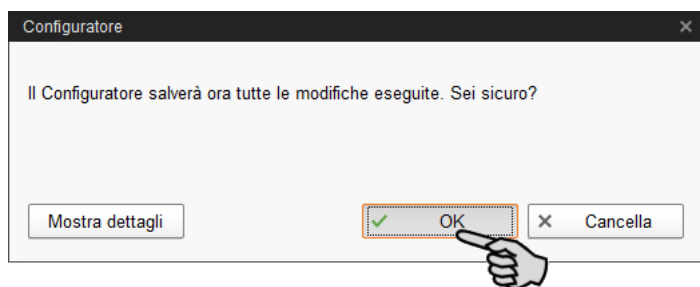 Configuratore
Il Configuratore salverà ora tutte le modifiche eseguite. Sei sicuro?
Mostra dettagli
OK
Cancella